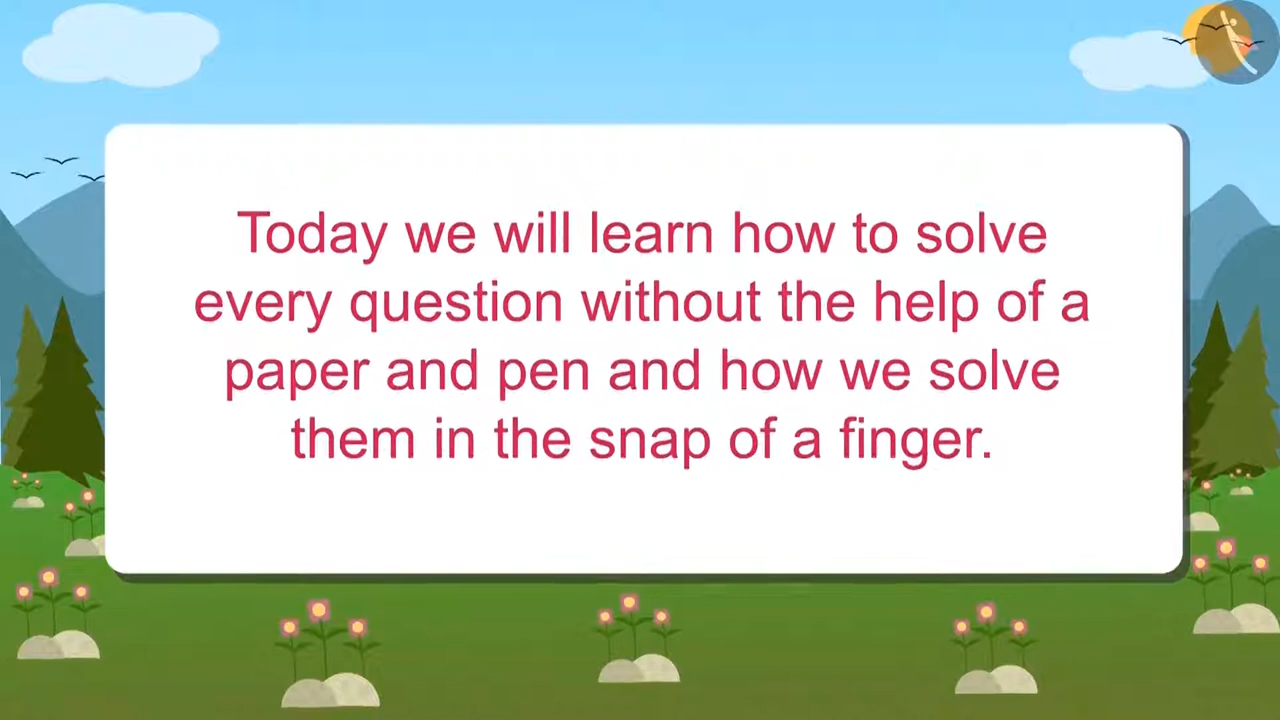 Today we will learn how to solve
every question without the help of a
paper and pen and how we solve
them in the snap of a finger.